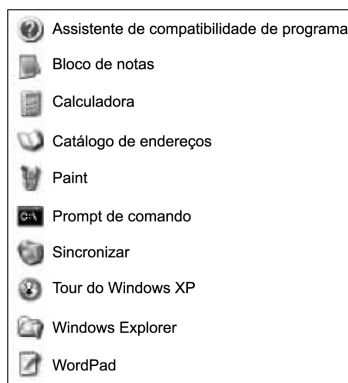 Assistente de compatibilidade de programa
Bloco de notas
Calculadora
Catálogo de endereços
Paint
Prompt de comando
Sincronizar
Tour do Windows XP
Windows Explorer
WordPad